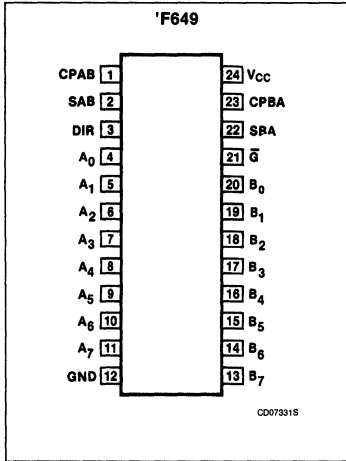 'F649
CPAB 1 24 VCC
SAB 2 23 CPBA
DIR 3 22 SBA
A0 4 21 G̅
A1 5 20 B0
A2 6 19 B1
A3 7 18 B2
A4 8 17 B3
A5 9 16 B4
A6 10 15 B5
A7 11 14 B6
GND 12 13 B7
CD07331S